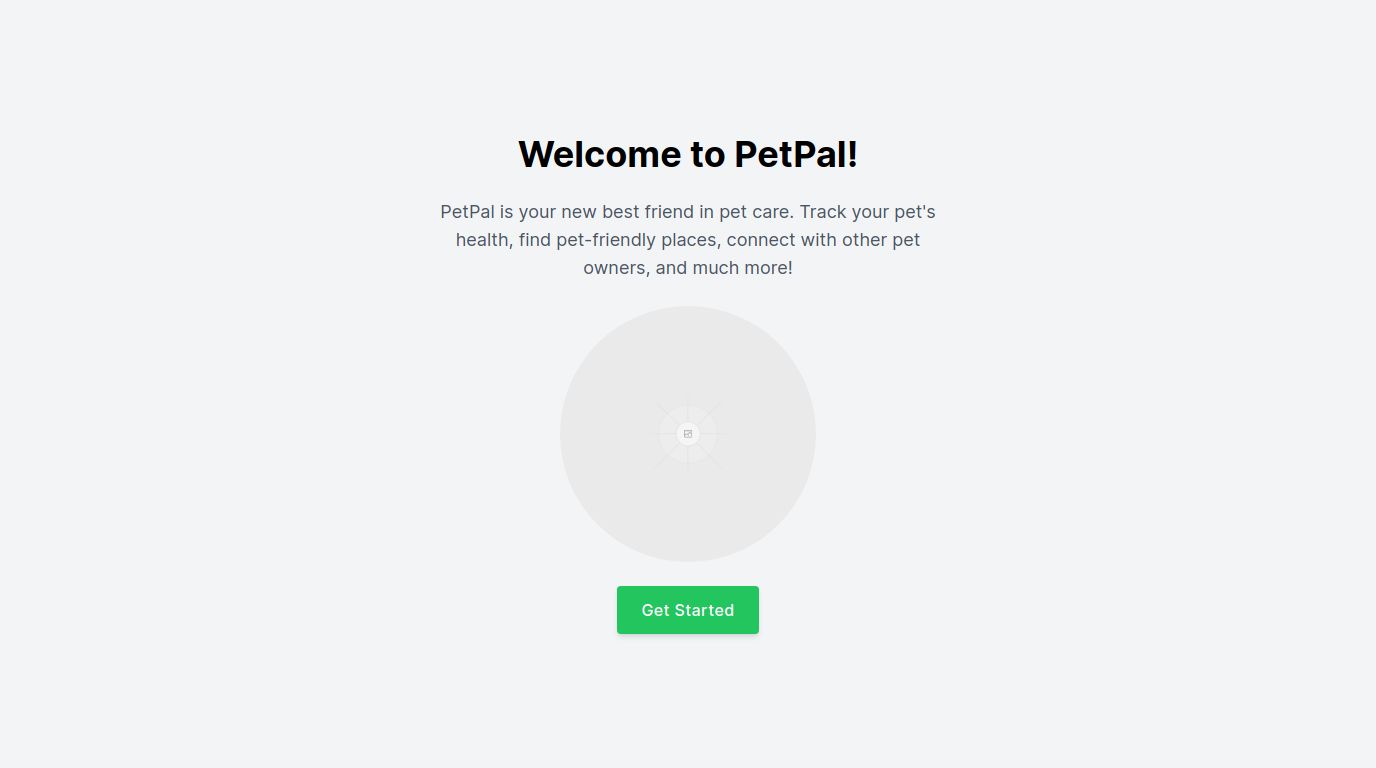 Welcome to PetPal!
PetPal is your new best friend in pet care. Track your pet's
health, find pet-friendly places, connect with other pet
owners, and much more!
Get Started